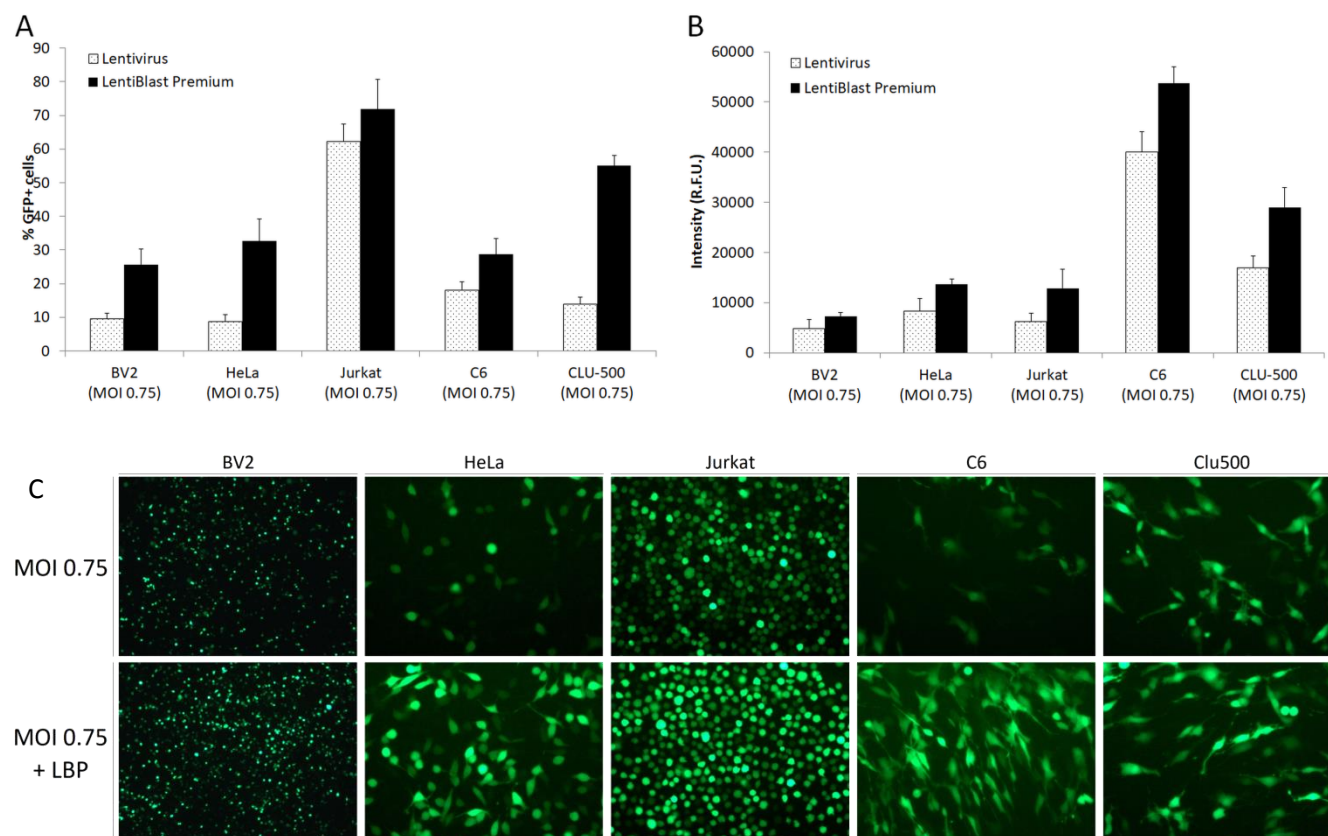 A
90
80
70
60
50
40
30
20
10
0
% GFP+ cells
Lentivirus
LentiBlast Premium
BV2
(MOI 0.75)
HeLa
(MOI 0.75)
Jurkat
(MOI 0.75)
C6
(MOI 0.75)
CLU-500
(MOI 0.75)
B
60000
50000
40000
30000
20000
10000
0
Intensity (R.F.U.)
Lentivirus
LentiBlast Premium
BV2
(MOI 0.75)
HeLa
(MOI 0.75)
Jurkat
(MOI 0.75)
C6
(MOI 0.75)
CLU-500
(MOI 0.75)
C
BV2
HeLa
Jurkat
C6
Clu500
MOI 0.75
MOI 0.75
+ LBP